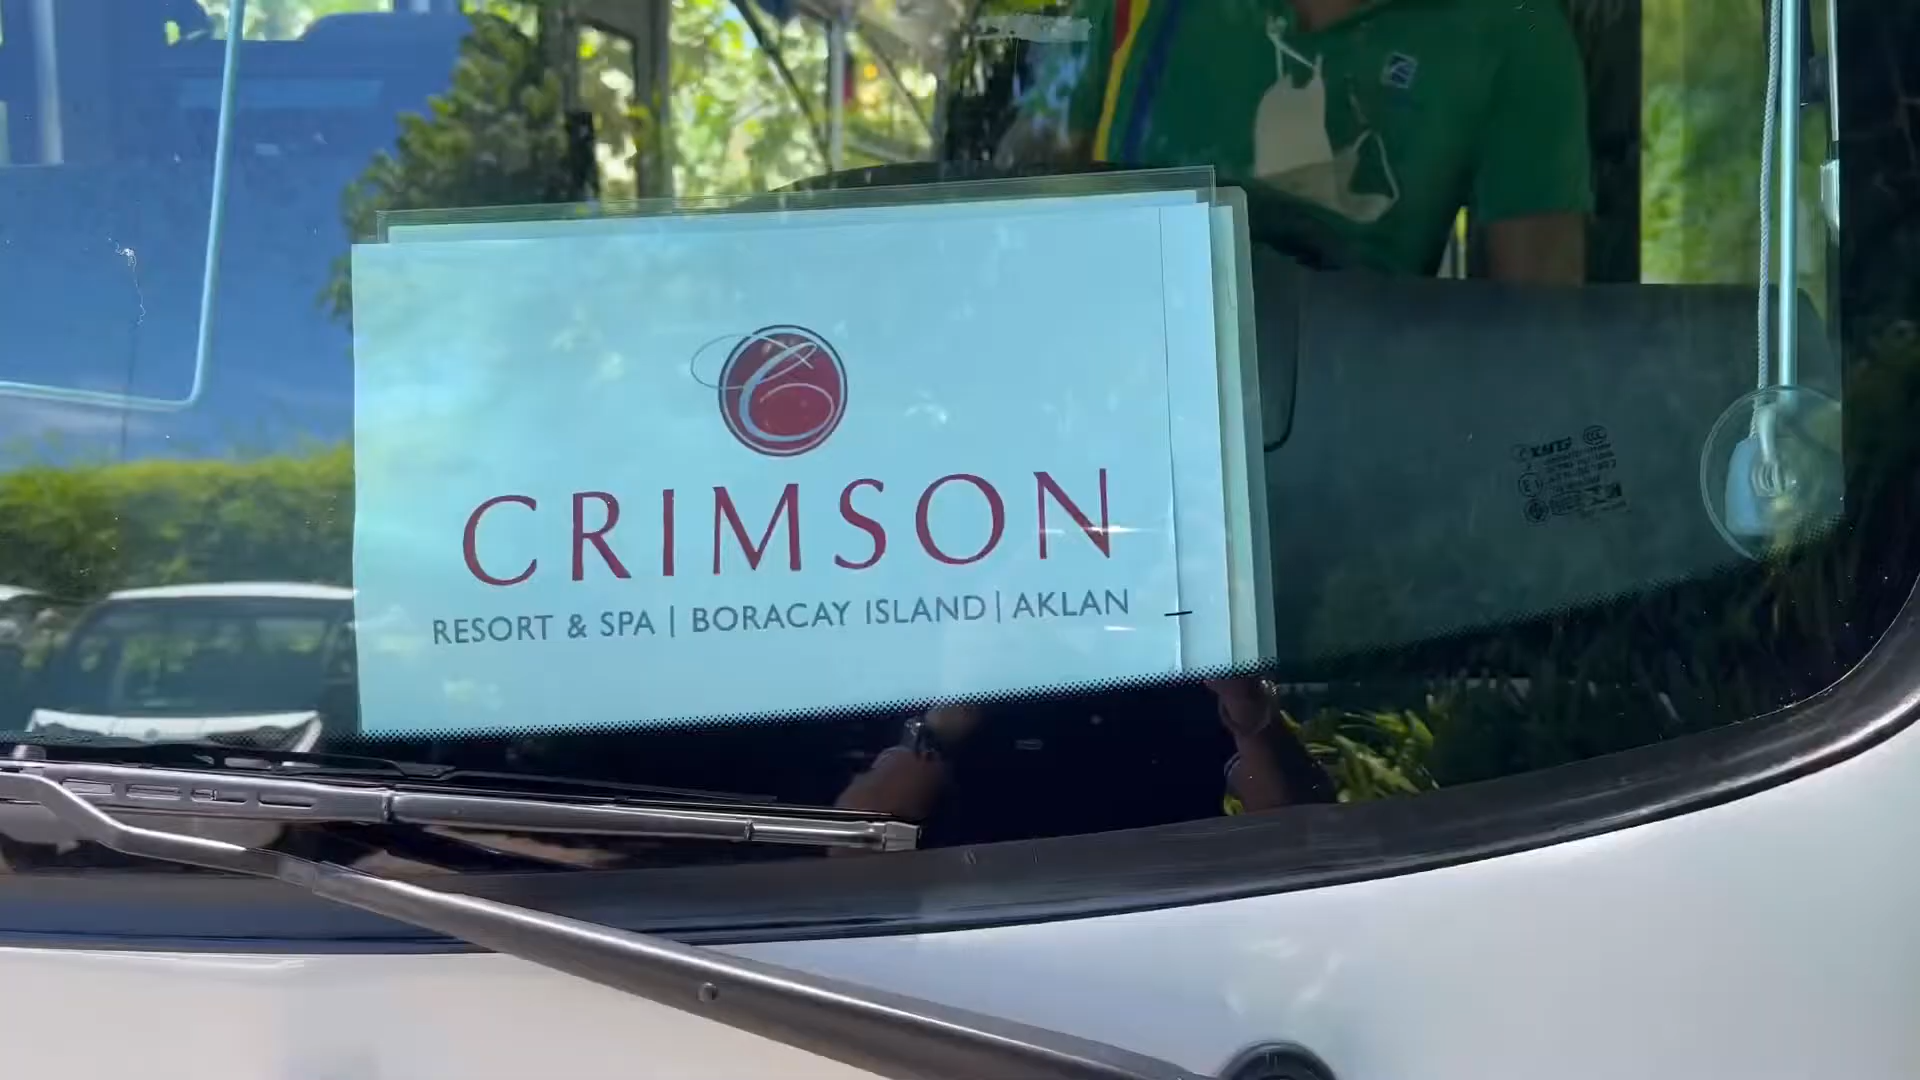 C
CRIMSON
RESORT & SPA | BORACAY ISLAND | AKLAN